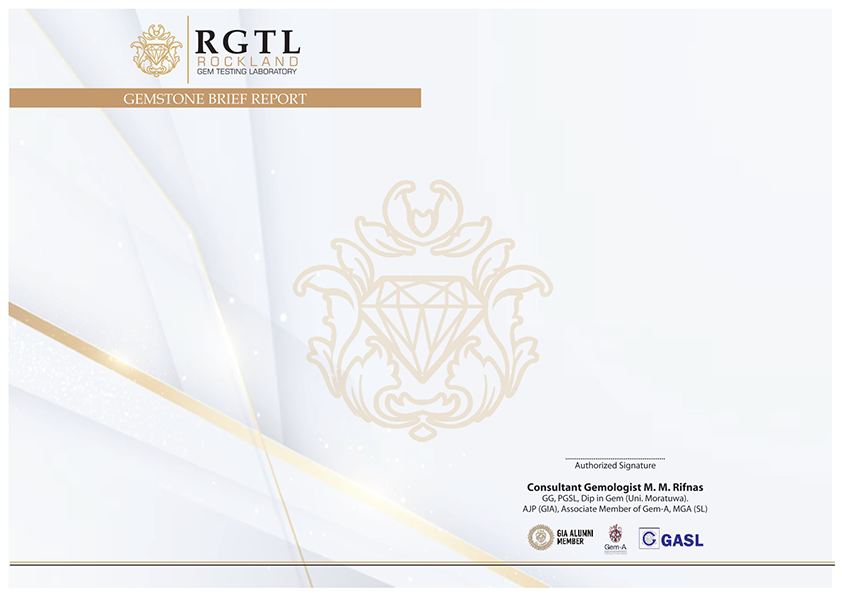 RGTL
ROCKLAND
GEM TESTING LABORATORY
GEMSTONE BRIEF REPORT
Authorized Signature
Consultant Gemologist M. M. Rifnas
GG, PGSL, Dip in Gem (Uni. Moratuwa).
AJP (GIA), Associate Member of Gem-A, MGA (SL)
GIA ALUMNI
MEMBER
Gem-A
GASL